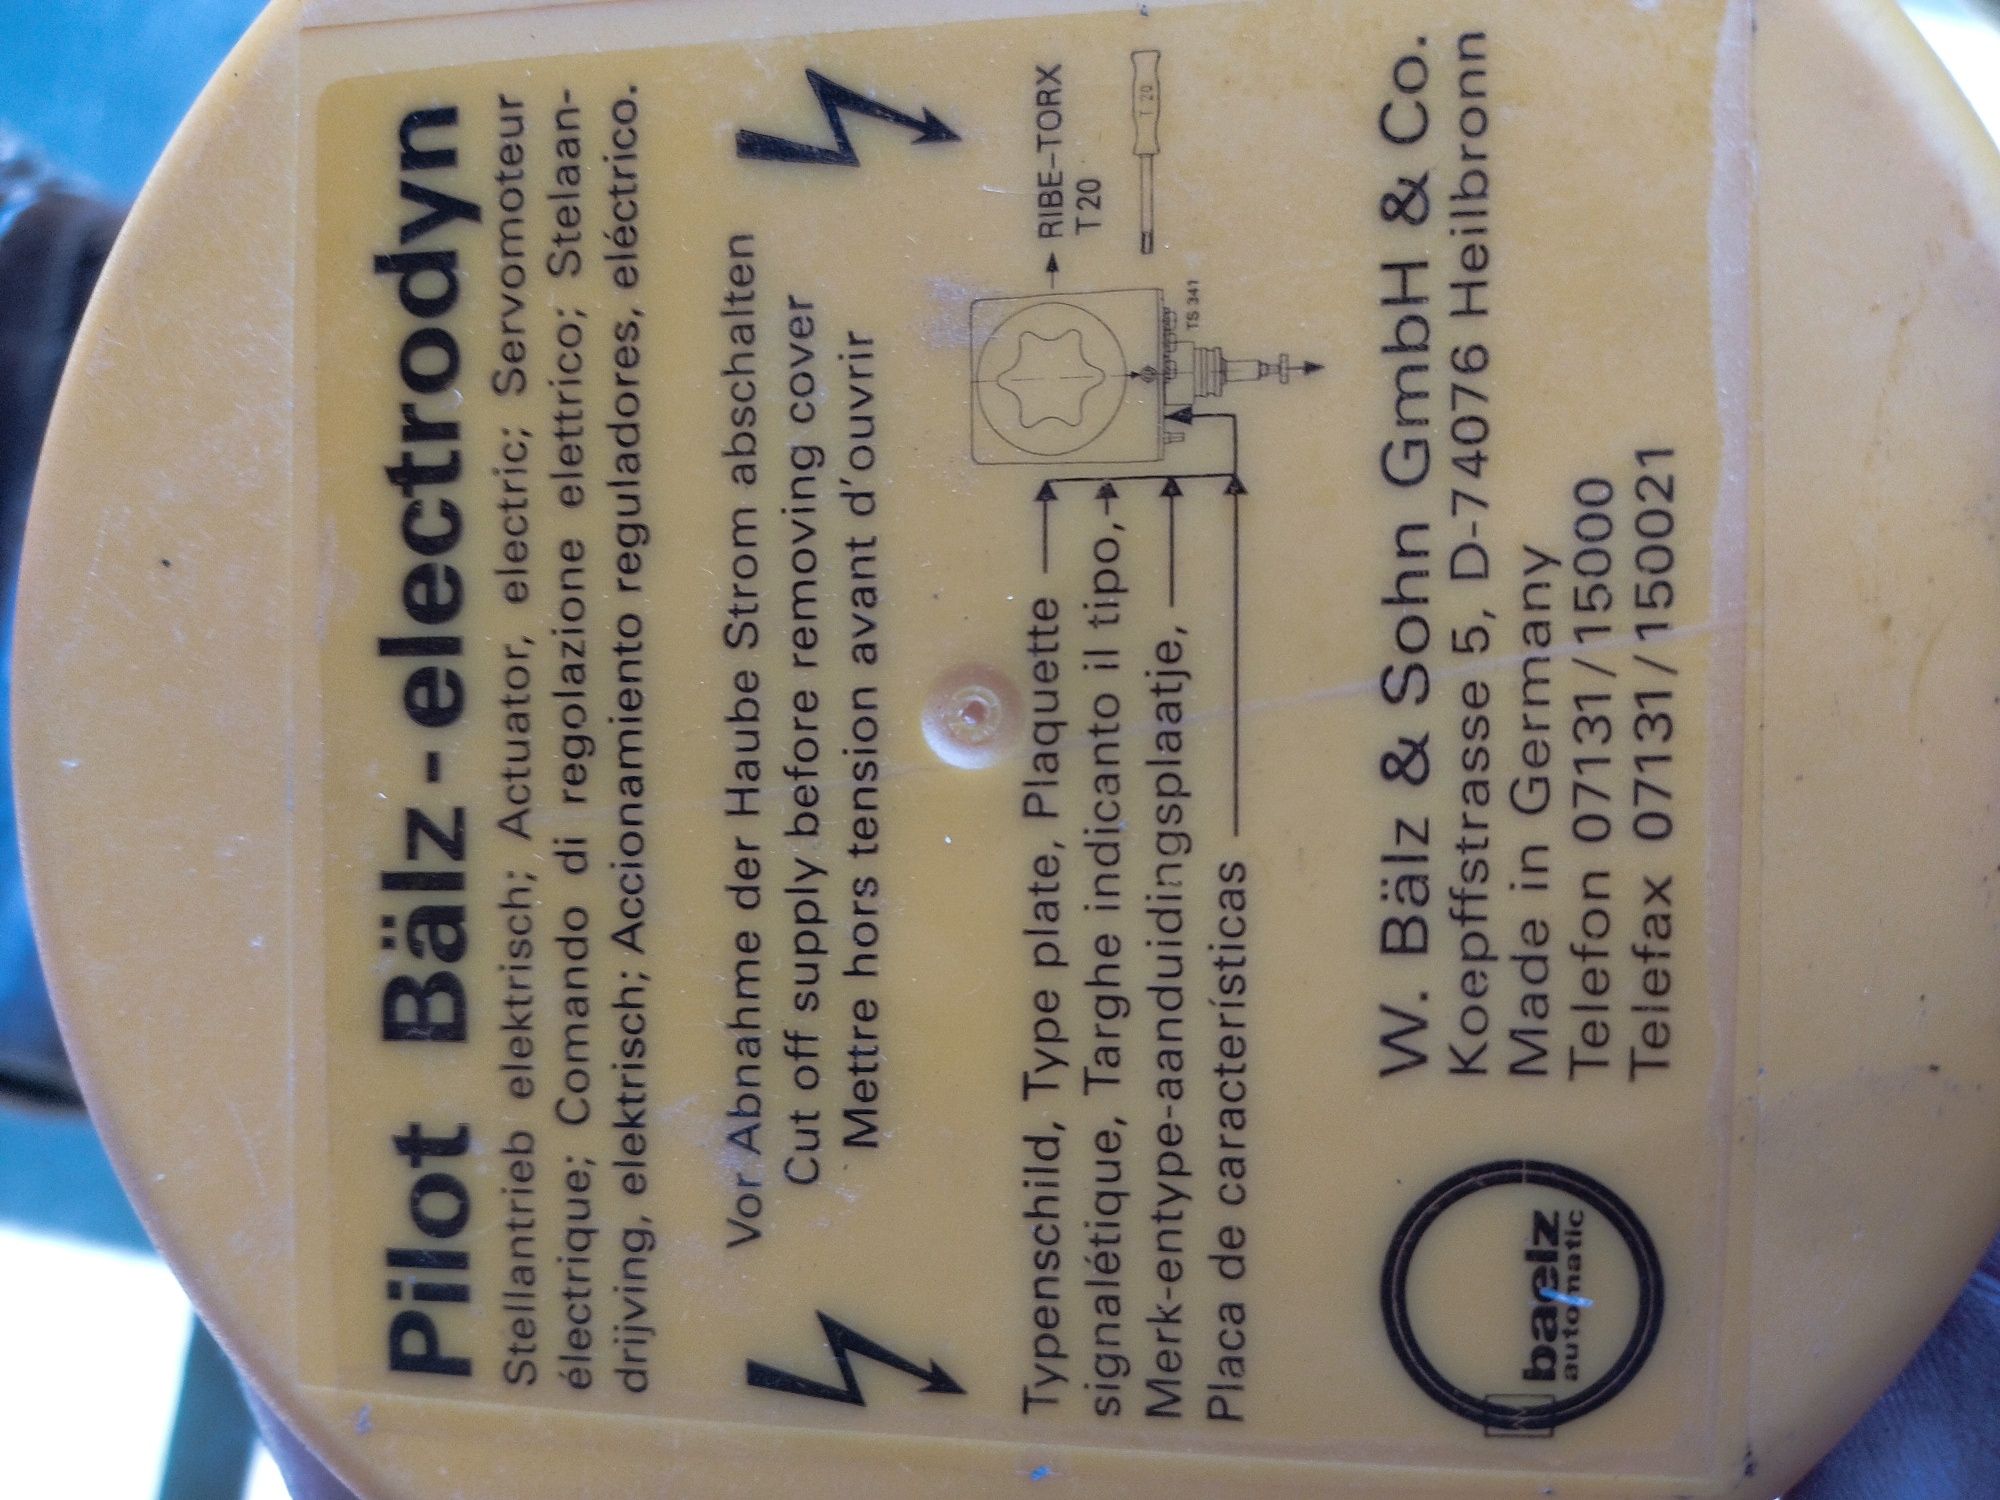 Pilot Bälz-electrodyn
Stellantrieb elektrisch; Actuator, electric; Servomoteur
électrique; Comando di regolazione elettrico; Stelaan-
drijving, elektrisch; Accionamiento reguladores, eléctrico.
Vor Abnahme der Haube Strom abschalten
Cut off supply before removing cover
Mettre hors tension avant d'ouvrir
Typenschild, Type plate, Plaquette
signalétique, Targhe indicanto il tipo,
Merk-entype-aanduidingsplaatje,
Placa de características
RIBE-TORX
T20
T 20
TS 341
W. Bälz & Sohn GmbH & Co.
Koepffstrasse 5, D-74076 Heilbronn
Made in Germany
Telefon 07131/15000
Telefax 07131/150021
baelz
automatic